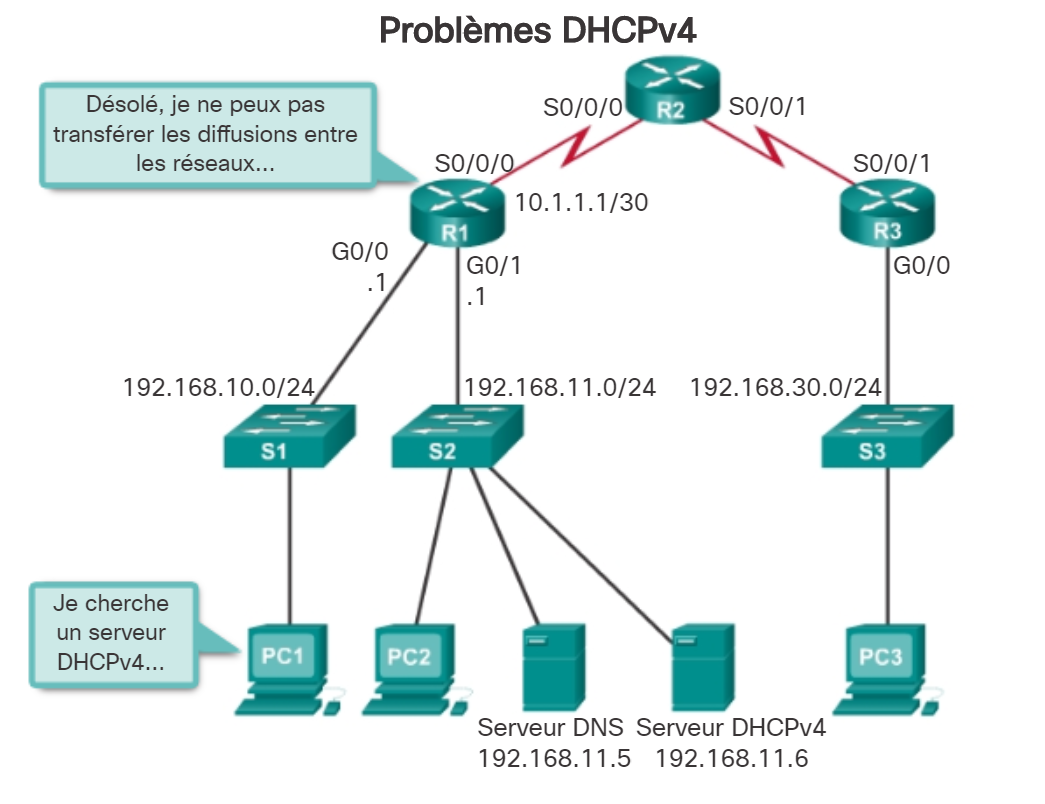 Problèmes DHCPv4
Désolé, je ne peux pas
transférer les diffusions entre
les réseaux...
S0/0/0
R2
S0/0/1
S0/0/0
S0/0/1
10.1.1.1/30
R1
R3
G0/0
.1
G0/1
.1
G0/0
192.168.10.0/24
192.168.11.0/24
192.168.30.0/24
S1
S2
S3
Je cherche
un serveur
DHCPv4...
PC1
PC2
PC3
Serveur DNS
192.168.11.5
Serveur DHCPv4
192.168.11.6